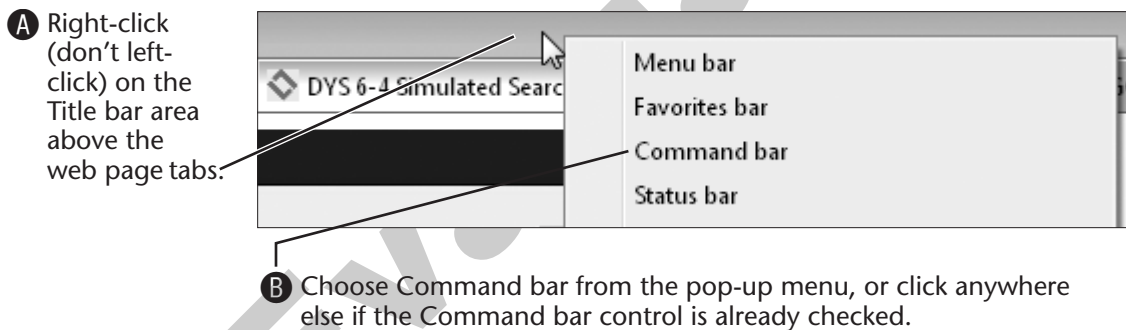 A Right-click
(don't left-
click) on the
Title bar area
above the
web page tabs.
DYS 6-4 Simulated Searc
Menu bar
Favorites bar
Command bar
Status bar
B Choose Command bar from the pop-up menu, or click anywhere
else if the Command bar control is already checked.